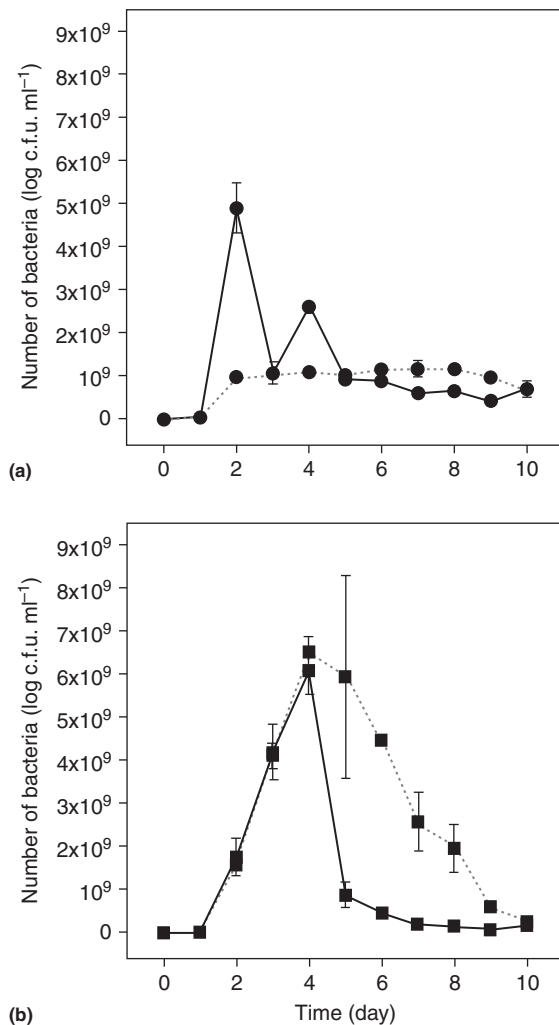 Number of bacteria (log c.f.u. ml⁻¹)
9x10⁹
8x10⁹
7x10⁹
6x10⁹
5x10⁹
4x10⁹
3x10⁹
2x10⁹
10⁹
0
0 2 4 6 8 10
(a)
Number of bacteria (log c.f.u. ml⁻¹)
9x10⁹
8x10⁹
7x10⁹
6x10⁹
5x10⁹
4x10⁹
3x10⁹
2x10⁹
10⁹
0
0 2 4 6 8 10
Time (day)
(b)